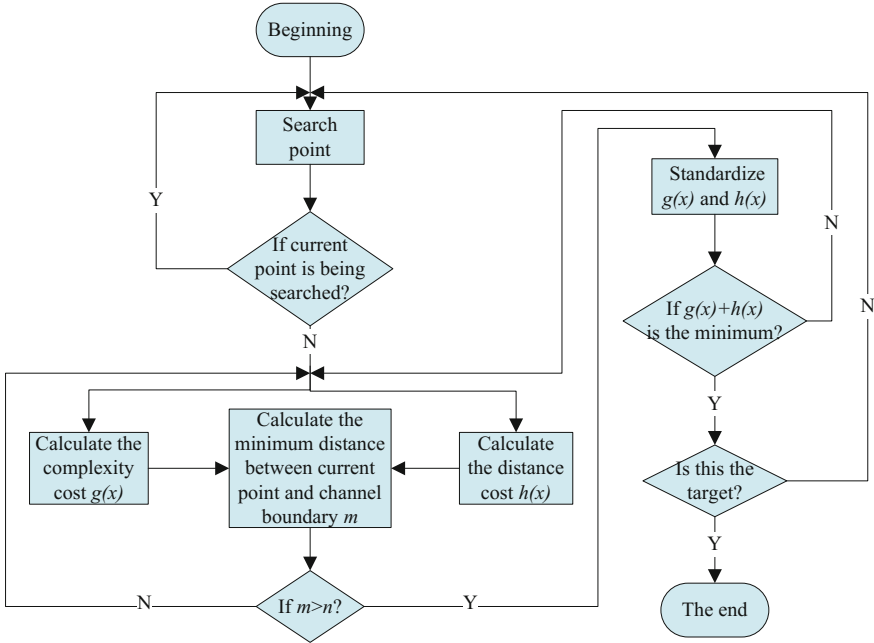 Beginning
Search
point
Y
If current
point is being
searched?
N
Calculate the
complexity
cost g(x)
Calculate the
minimum distance
between current
point and channel
boundary m
Calculate
the distance
cost h(x)
N
If m>n?
Y
Standardize
g(x) and h(x)
N
If g(x)+h(x)
is the minimum?
N
Y
Is this the
target?
Y
The end